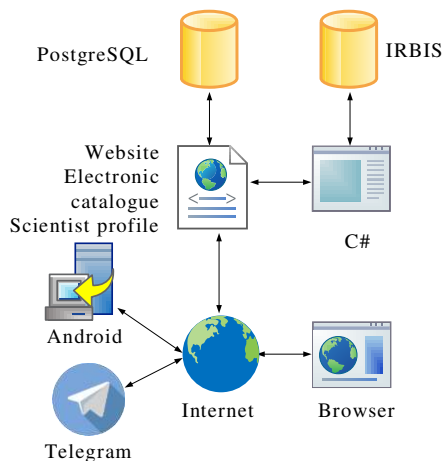 PostgreSQL
IRBIS
Website
Electronic
catalogue
Scientist profile
C#
Android
Internet
Browser
Telegram